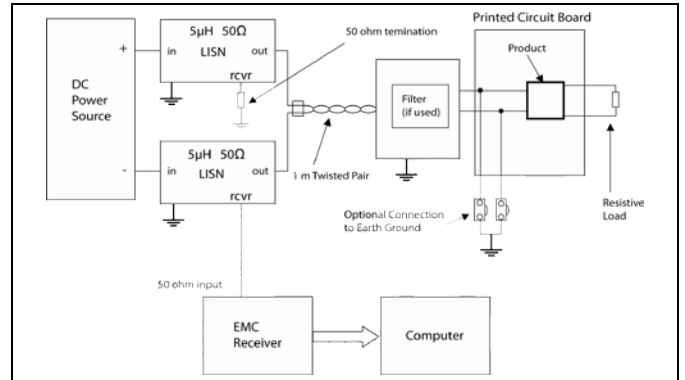 Printed Circuit Board
5µH 50Ω
in
out
LISN
rcvr
50 ohm temination
Product
+
DC
Power
Source
-
Filter
(if used)
5µH 50Ω
in
out
LISN
rcvr
1 m Twisted Pair
Resistive
Load
Optional Connection
to Earth Ground
50 ohm input
EMC
Receiver
Computer